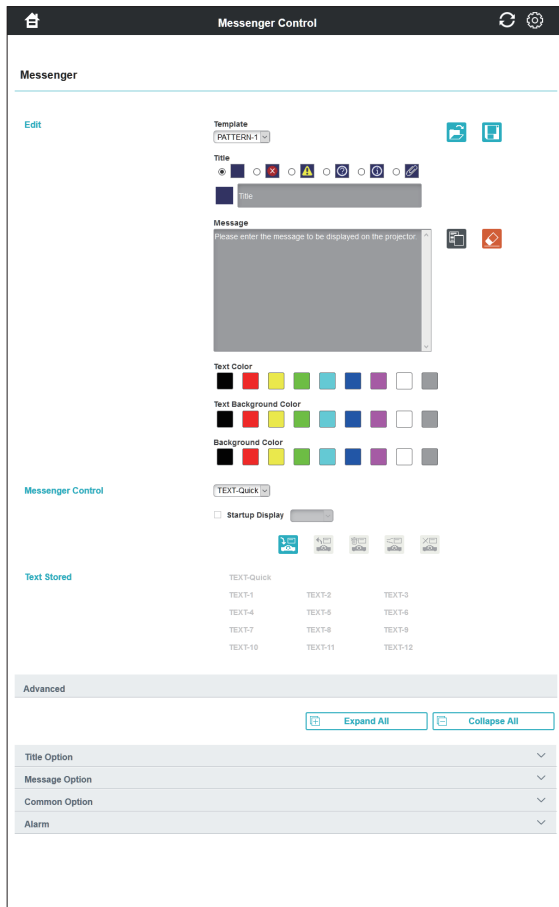 Messenger Control
Messenger
Edit
Template
PATTERN-1
Title
Title
Message
Please enter the message to be displayed on the projector.
Text Color
Text Background Color
Background Color
Messenger Control
TEXT-Quick
Startup Display
Text Stored
TEXT-Quick
TEXT-1 TEXT-2 TEXT-3
TEXT-4 TEXT-5 TEXT-6
TEXT-7 TEXT-8 TEXT-9
TEXT-10 TEXT-11 TEXT-12
Advanced
Expand All Collapse All
Title Option
Message Option
Common Option
Alarm